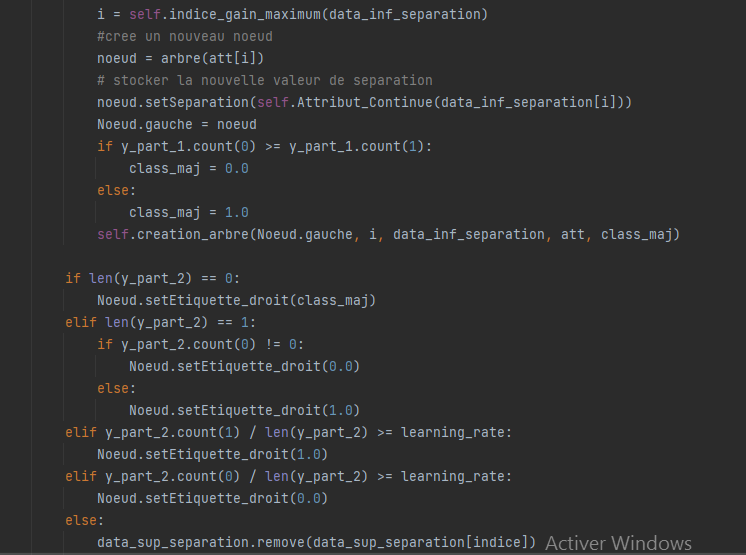 i = self.indice_gain_maximum(data_inf_separation)
#cree un nouveau noeud
noeud = arbre(att[i])
# stocker la nouvelle valeur de separation
noeud.setSeparation(self.Attribut_Continue(data_inf_separation[i]))
Noeud.gauche = noeud
if y_part_1.count(0) >= y_part_1.count(1):
class_maj = 0.0
else:
class_maj = 1.0
self.creation_arbre(Noeud.gauche, i, data_inf_separation, att, class_maj)
if len(y_part_2) == 0:
Noeud.setEtiquette_droit(class_maj)
elif len(y_part_2) == 1:
if y_part_2.count(0) != 0:
Noeud.setEtiquette_droit(0.0)
else:
Noeud.setEtiquette_droit(1.0)
elif y_part_2.count(1) / len(y_part_2) >= learning_rate:
Noeud.setEtiquette_droit(1.0)
elif y_part_2.count(0) / len(y_part_2) >= learning_rate:
Noeud.setEtiquette_droit(0.0)
else:
data_sup_separation.remove(data_sup_separation[indice]) Activer Windows